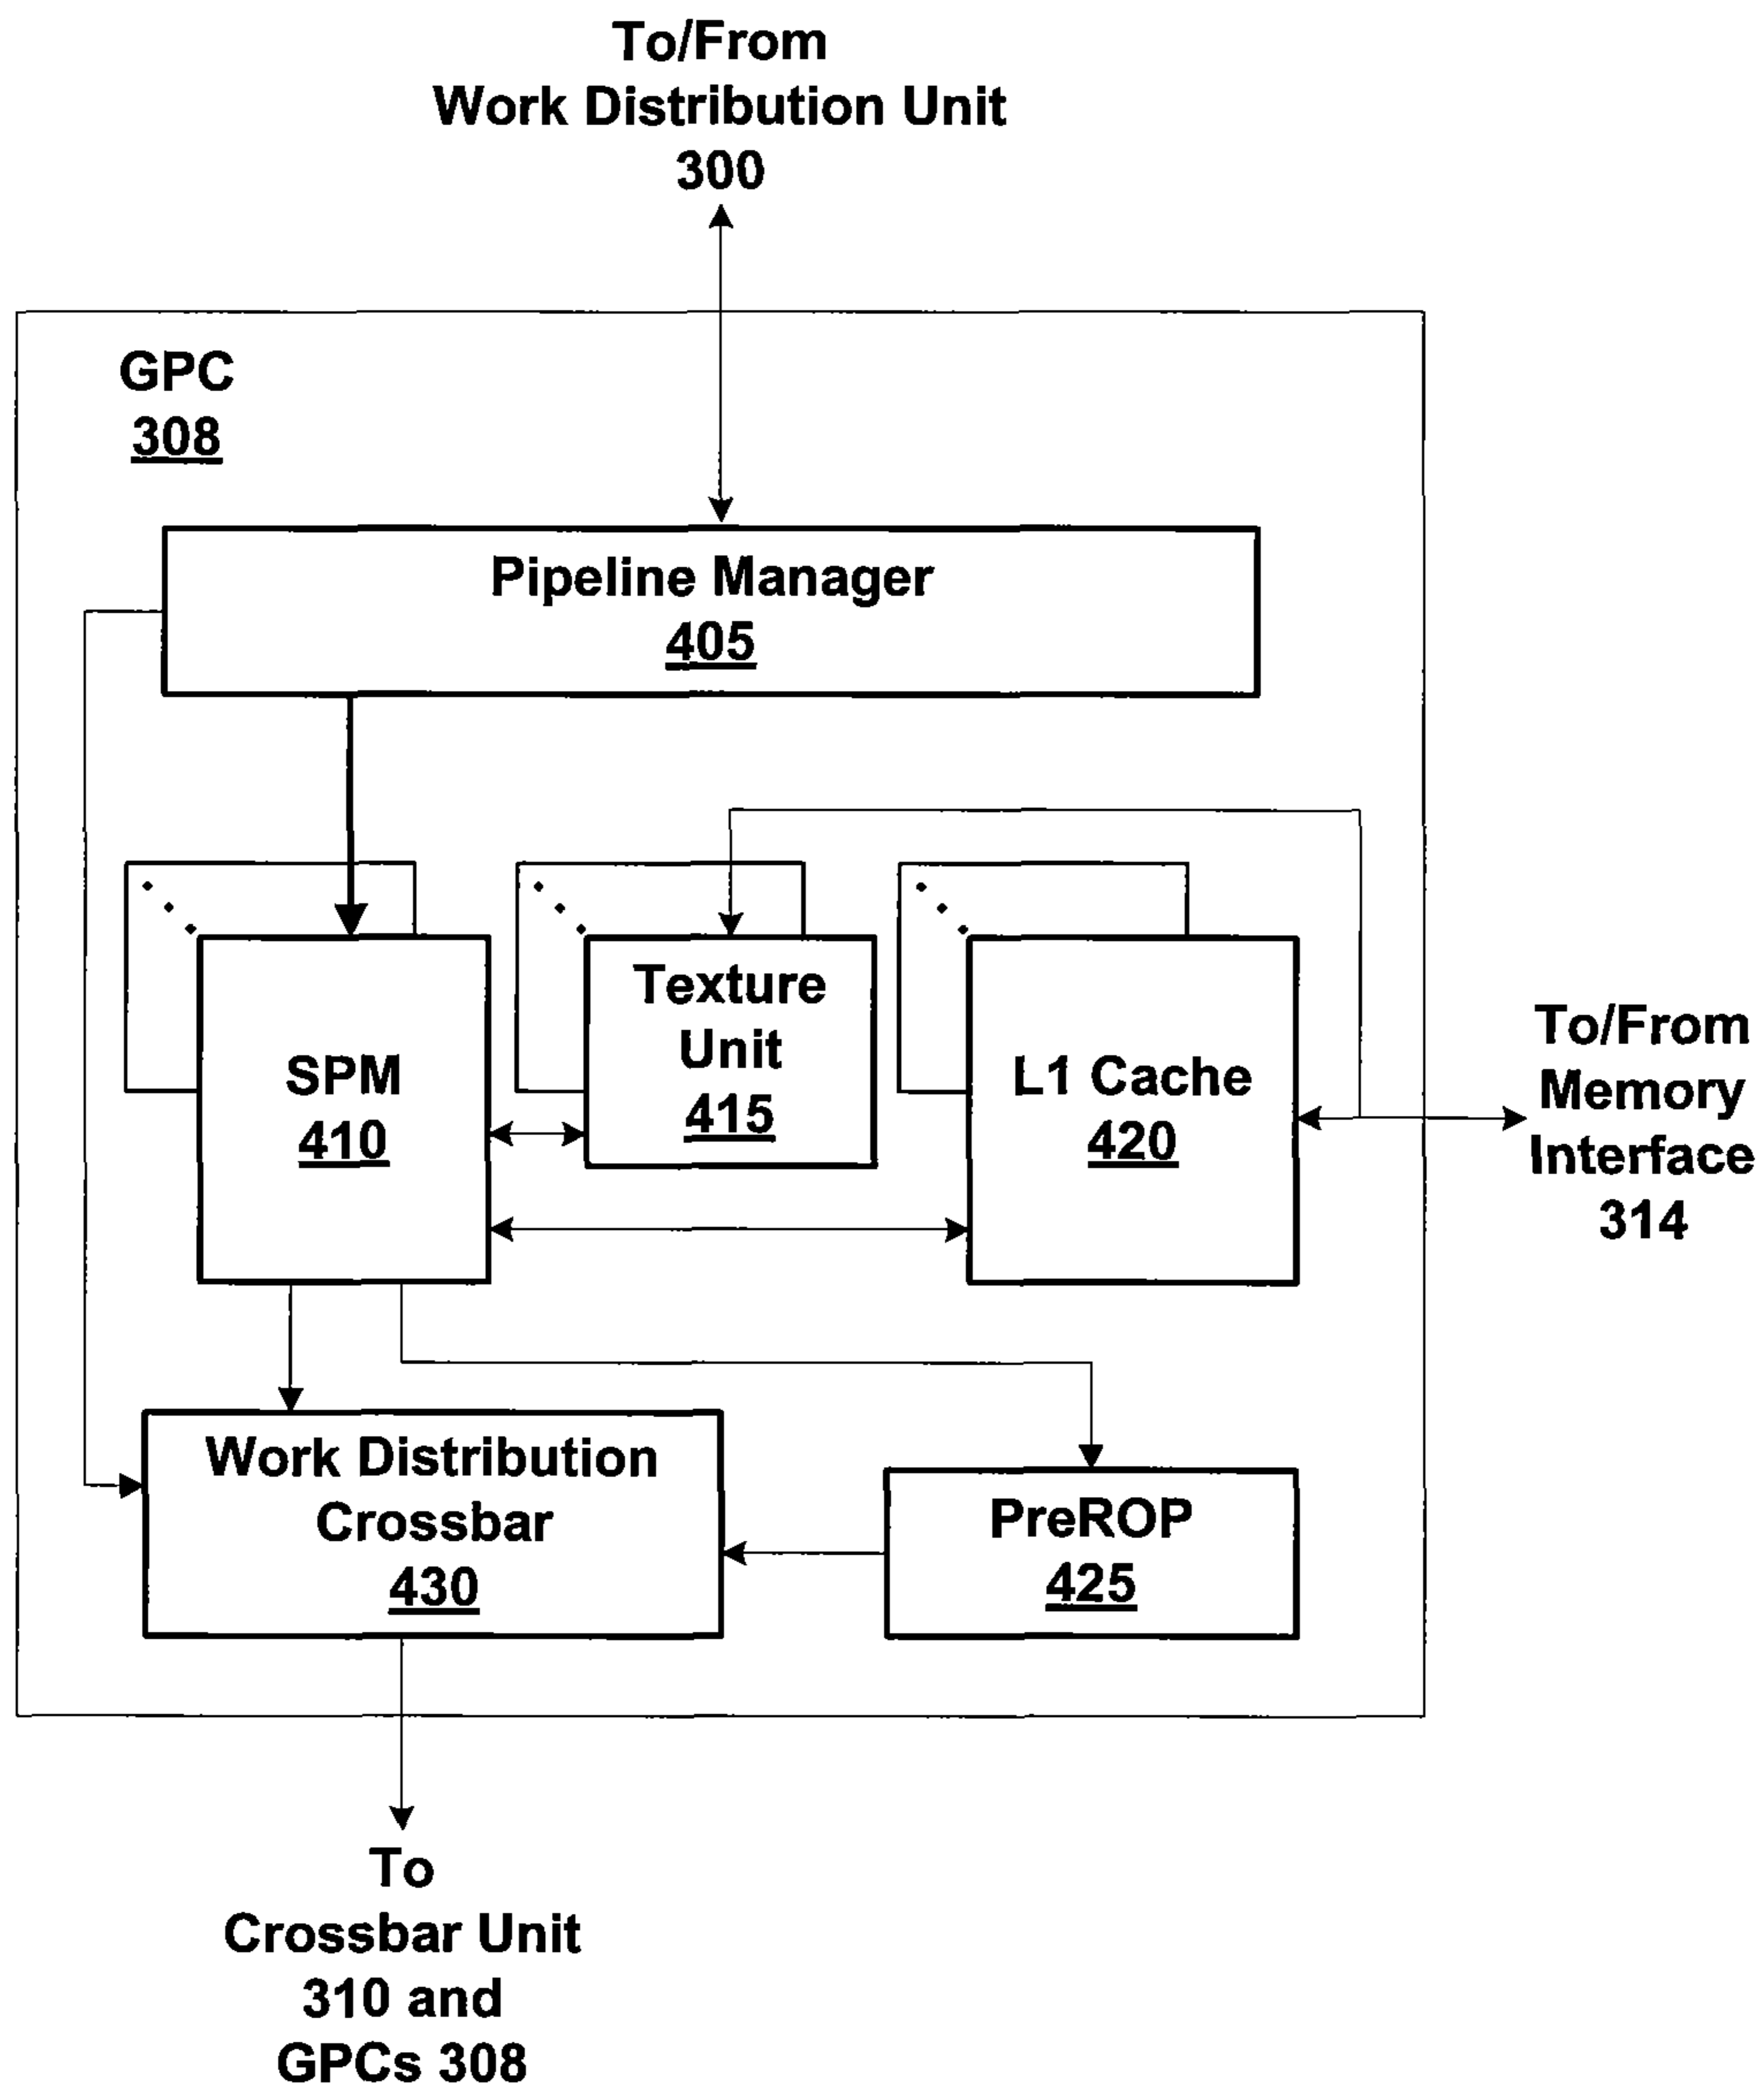 To/From
Work Distribution Unit
300
GPC
308
Pipeline Manager
405
SPM
410
Texture
Unit
415
L1 Cache
420
To/From
Memory
Interface
314
Work Distribution
Crossbar
430
PreROP
425
To
Crossbar Unit
310 and
GPCs 308